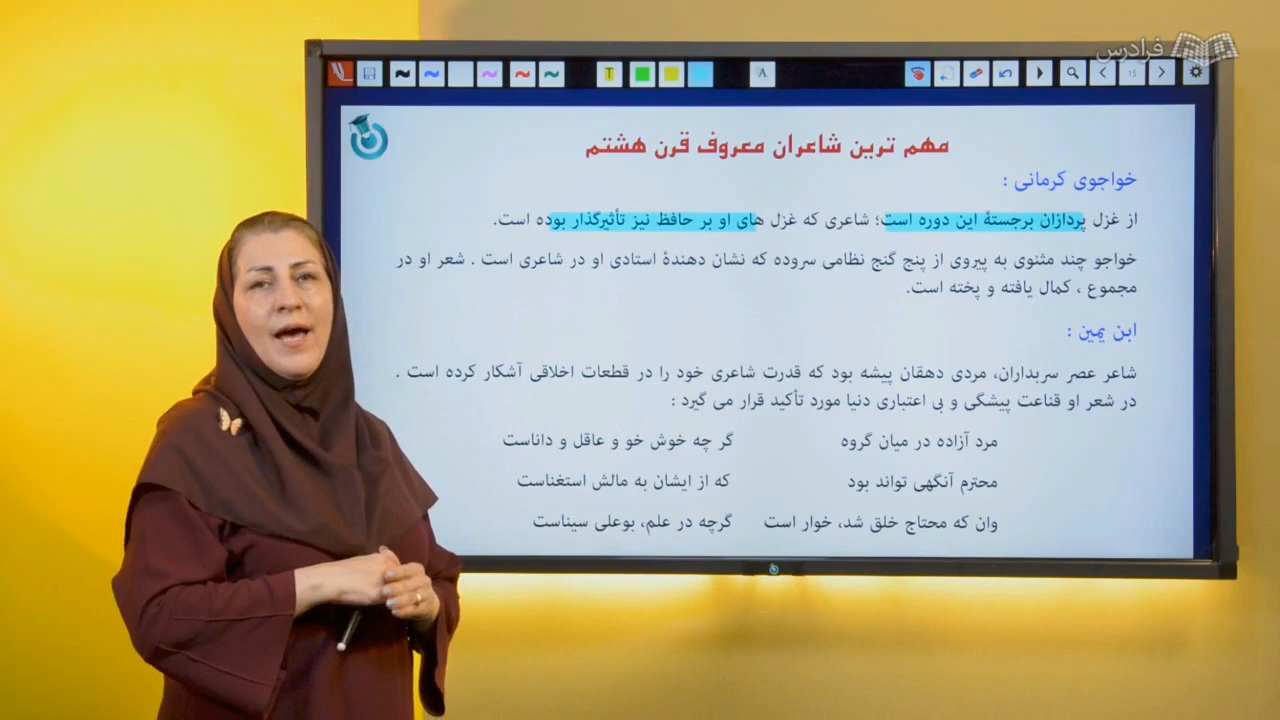 فرادرس
T
A
15
مهم ترین شاعران معروف قرن هشتم
خواجوی کرمانی :
از غزل پردازان برجستۀ این دوره است؛ شاعری که غزل های او بر حافظ نیز تأثیرگذار بوده است.
خواجو چند مثنوی به پیروی از پنج گنج نظامی سروده که نشان دهندۀ استادی او در شاعری است . شعر او در
مجموع ، کمال یافته و پخته است.
ابن یمین :
شاعر عصر سربداران، مردی دهقان پیشه بود که قدرت شاعری خود را در قطعات اخلاقی آشکار کرده است .
در شعر او قناعت پیشگی و بی اعتباری دنیا مورد تأکید قرار می گیرد :
مرد آزاده در میان گروه گر چه خوش خو و عاقل و داناست
محترم آنگهی تواند بود که از ایشان به مالش استغناست
وان که محتاج خلق شد، خوار است گرچه در علم، بوعلی سیناست